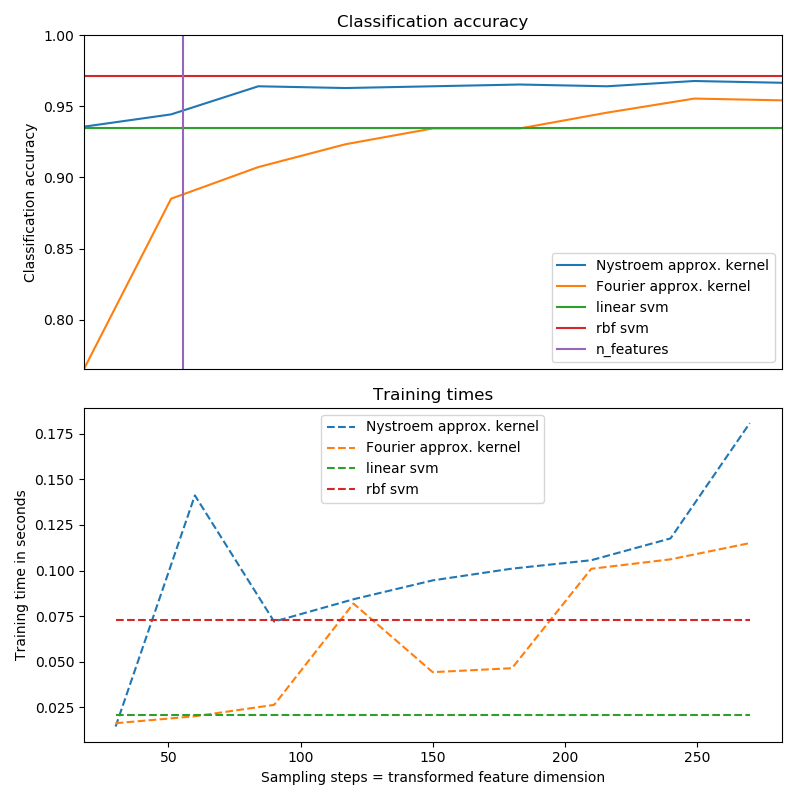 Classification accuracy
1.00
0.95
0.90
0.85
0.80
Classification accuracy
Nystroem approx. kernel
Fourier approx. kernel
linear svm
rbf svm
n_features
Training times
0.175
0.150
0.125
0.100
0.075
0.050
0.025
Training time in seconds
Nystroem approx. kernel
Fourier approx. kernel
linear svm
rbf svm
50 100 150 200 250
Sampling steps = transformed feature dimension